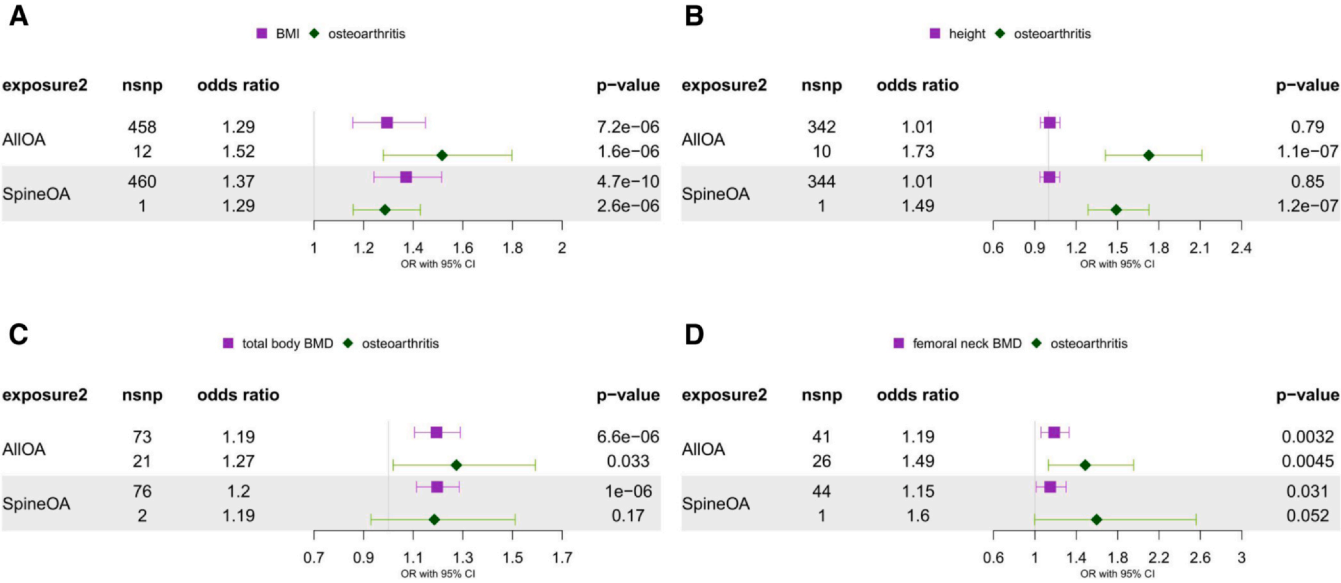 A
BMI osteoarthritis
exposure2 nsnp odds ratio p−value
AllOA
458 1.29 7.2e−06
12 1.52 1.6e−06
SpineOA
460 1.37 4.7e−10
1 1.29 2.6e−06
1 1.2 1.4 1.6 1.8 2
OR with 95% CI
B
height osteoarthritis
exposure2 nsnp odds ratio p−value
AllOA
342 1.01 0.79
10 1.73 1.1e−07
SpineOA
344 1.01 0.85
1 1.49 1.2e−07
0.6 0.9 1.2 1.5 1.8 2.1 2.4
OR with 95% CI
C
total body BMD osteoarthritis
exposure2 nsnp odds ratio p−value
AllOA
73 1.19 6.6e−06
21 1.27 0.033
SpineOA
76 1.2 1e−06
2 1.19 0.17
0.7 0.9 1.1 1.3 1.5 1.7
OR with 95% CI
D
femoral neck BMD osteoarthritis
exposure2 nsnp odds ratio p−value
AllOA
41 1.19 0.0032
26 1.49 0.0045
SpineOA
44 1.15 0.031
1 1.6 0.052
0.6 1 1.4 1.8 2.2 2.6 3
OR with 95% CI